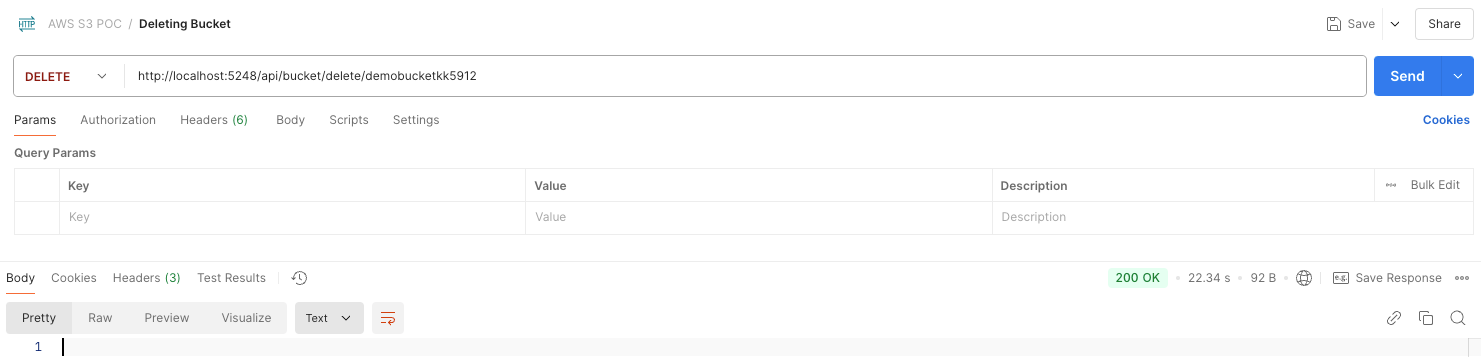 HTTP AWS S3 POC / Deleting Bucket Save Share
DELETE http://localhost:5248/api/bucket/delete/demobucketkk5912 Send
Params Authorization Headers (6) Body Scripts Settings Cookies
Query Params
Key Value Description Bulk Edit
Key Value Description
Body Cookies Headers (3) Test Results 200 OK 22.34 s 92 B e.g. Save Response
Pretty Raw Preview Visualize Text
1